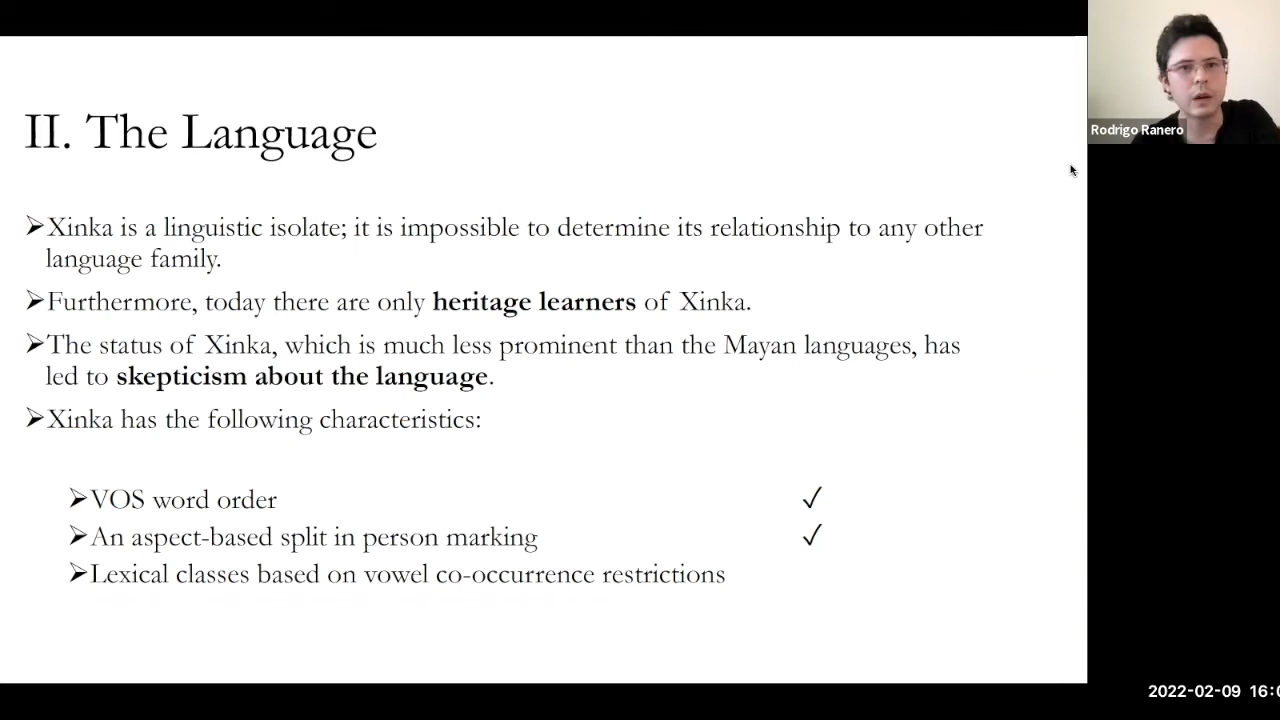 II. The Language
➢Xinka is a linguistic isolate; it is impossible to determine its relationship to any other
language family.
➢Furthermore, today there are only heritage learners of Xinka.
➢The status of Xinka, which is much less prominent than the Mayan languages, has
led to skepticism about the language.
➢Xinka has the following characteristics:
➢VOS word order ✓
➢An aspect-based split in person marking ✓
➢Lexical classes based on vowel co-occurrence restrictions
Rodrigo Ranero
2022-02-09 16:0